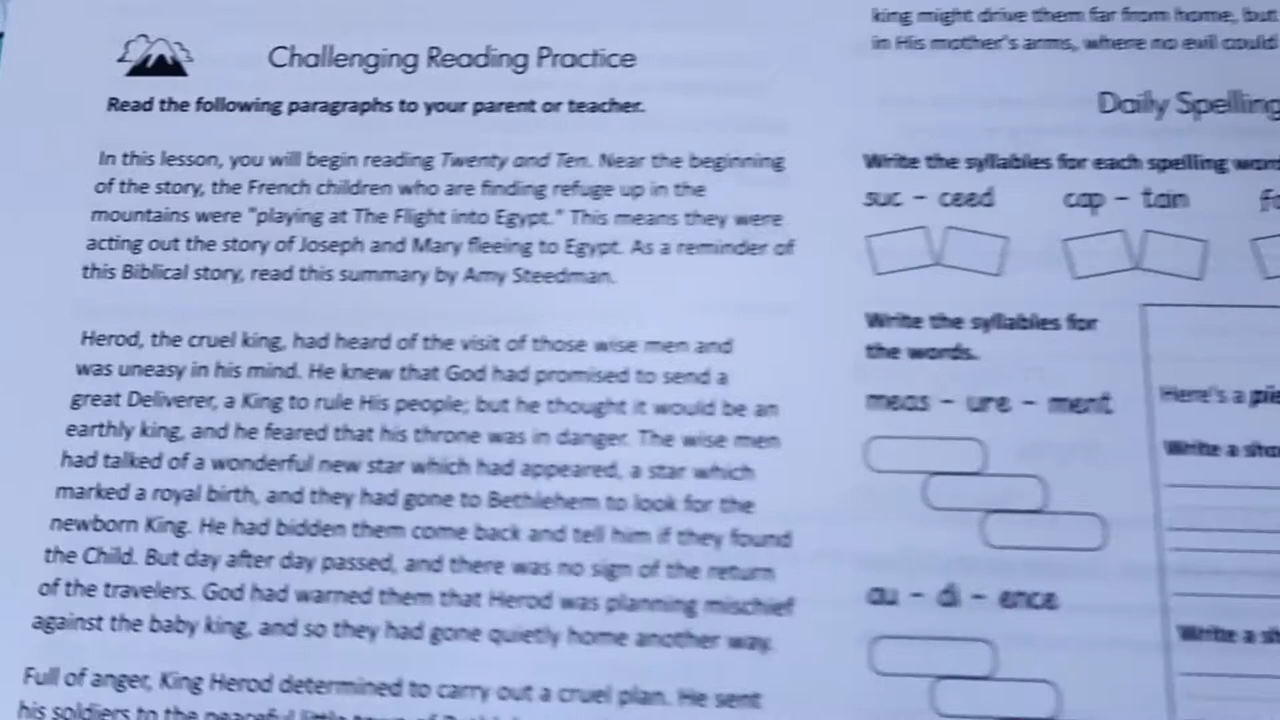 Challenging Reading Practice
Read the following paragraphs to your parent or teacher.
In this lesson, you will begin reading Twenty and Ten. Near the beginning
of the story, the French children who are finding refuge up in the
mountains were "playing at The Flight into Egypt." This means they were
acting out the story of Joseph and Mary fleeing to Egypt. As a reminder of
this Biblical story, read this summary by Amy Steedman.
Herod, the cruel king, had heard of the visit of those wise men and
was uneasy in his mind. He knew that God had promised to send a
great Deliverer, a King to rule His people; but he thought it would be an
earthly king, and he feared that his throne was in danger. The wise men
had talked of a wonderful new star which had appeared, a star which
marked a royal birth, and they had gone to Bethlehem to look for the
newborn King. He had bidden them come back and tell him if they found
the Child. But day after day passed, and there was no sign of the return
of the travelers. God had warned them that Herod was planning mischief
against the baby king, and so they had gone quietly home another way.
Full of anger, King Herod determined to carry out a cruel plan. He sent
his soldiers to the peaceful little town of
king might drive them far from home, but
in His mother's arms, where no evil could
Daily Spelling
Write the syllables for each spelling
suc - ceed cap - tain
Write the syllables for
the words.
meas - ure - ment
Here's a
Write a
au - di - ence
Write a